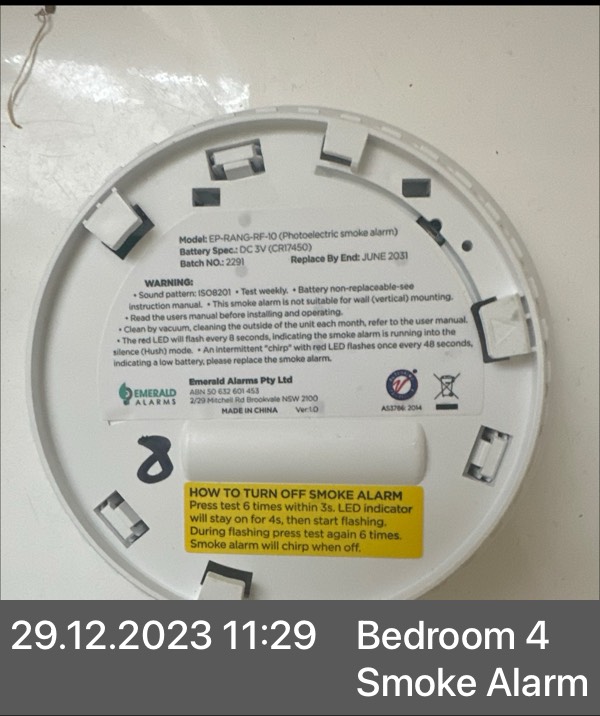 Model: EP-RANG-RF-10 (Photoelectric smoke alarm)
Battery Spec.: DC 3V (CR17450)
Batch NO.: 2291 Replace By End: JUNE 2031
WARNING:
• Sound pattern: ISO8201 • Test weekly. • Battery non-replaceable-see
instruction manual. • This smoke alarm is not suitable for wall (vertical) mounting.
• Read the users manual before installing and operating.
• Clean by vacuum, cleaning the outside of the unit each month, refer to the user manual.
• The red LED will flash every 8 seconds, indicating the smoke alarm is running into the
silence (Hush) mode. • An intermittent "chirp" with red LED flashes once every 48 seconds,
indicating a low battery, please replace the smoke alarm.
EMERALD
ALARMS
Emerald Alarms Pty Ltd
ABN 50 632 601 453
2/29 Mitchell Rd Brookvale NSW 2100
MADE IN CHINA Ver:1.0
AS3786: 2014
8
HOW TO TURN OFF SMOKE ALARM
Press test 6 times within 3s. LED indicator
will stay on for 4s, then start flashing.
During flashing press test again 6 times.
Smoke alarm will chirp when off.
29.12.2023 11:29 Bedroom 4
Smoke Alarm